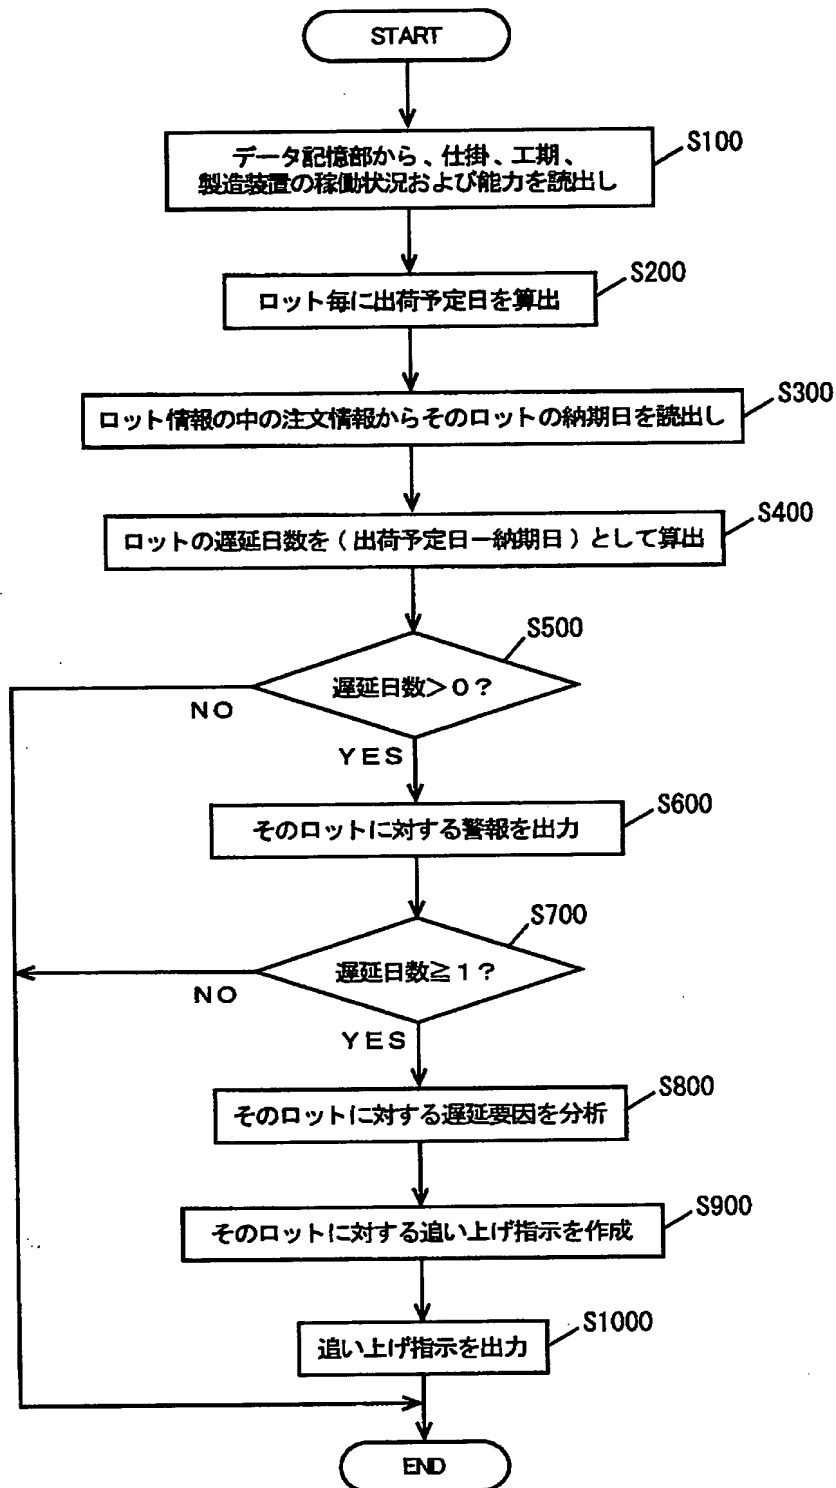 START
データ記憶部から、仕掛、工期、
製造装置の稼働状況および能力を読出し
S100
ロット毎に出荷予定日を算出
S200
ロット情報の中の注文情報からそのロットの納期日を読出し
S300
ロットの遅延日数を(出荷予定日ー納期日)として算出
S400
遅延日数>0?
S500
NO
YES
そのロットに対する警報を出力
S600
遅延日数≧1?
S700
NO
YES
そのロットに対する遅延要因を分析
S800
そのロットに対する追い上げ指示を作成
S900
追い上げ指示を出力
S1000
END